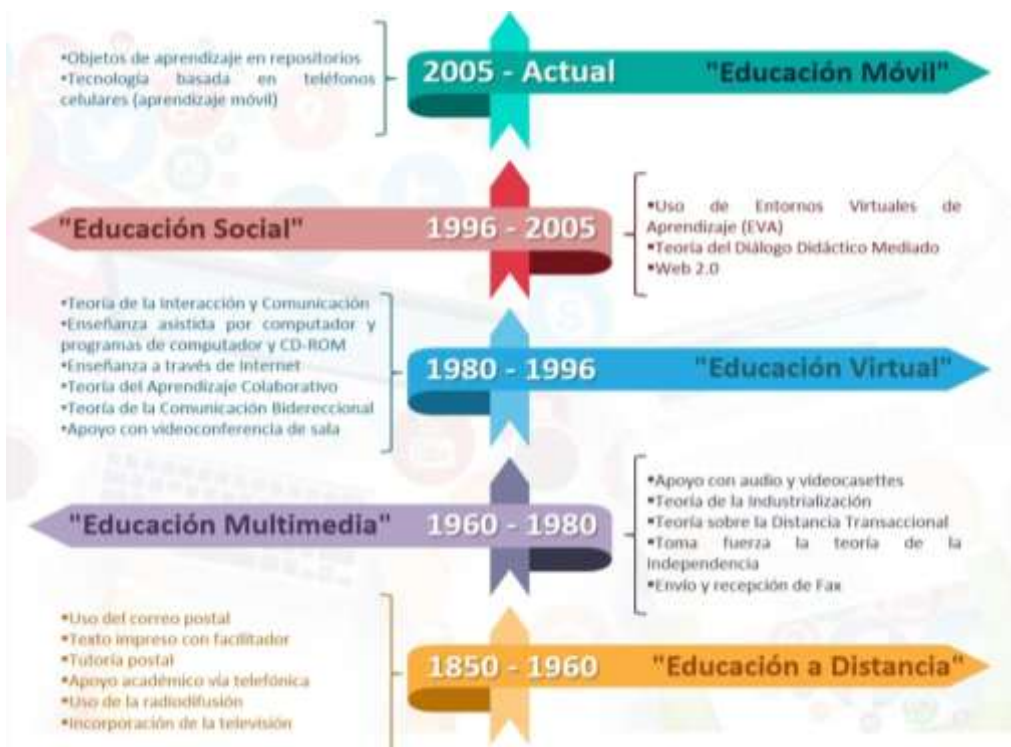 ▪Objetos de aprendizaje en repositorios
▪Tecnología basada en teléfonos
celulares (aprendizaje móvil)
2005 - Actual
"Educación Móvil"
"Educación Social"
1996 - 2005
▪Uso de Entornos Virtuales de
Aprendizaje (EVA)
▪Teoría del Diálogo Didáctico Mediado
▪Web 2.0
▪Teoría de la Interacción y Comunicación
▪Enseñanza asistida por computador y
programas de computador y CD-ROM
▪Enseñanza a través de Internet
▪Teoría del Aprendizaje Colaborativo
▪Teoría de la Comunicación Bidereccional
▪Apoyo con videoconferencia de sala
1980 - 1996
"Educación Virtual"
"Educación Multimedia"
1960 - 1980
▪Apoyo con audio y videocasettes
▪Teoría de la Industrialización
▪Teoría sobre la Distancia Transaccional
▪Toma fuerza la teoría de la
Independencia
▪Envío y recepción de Fax
▪Uso del correo postal
▪Texto impreso con facilitador
▪Tutoría postal
▪Apoyo académico vía telefónica
▪Uso de la radiodifusión
▪Incorporación de la televisión
1850 - 1960
"Educación a Distancia"